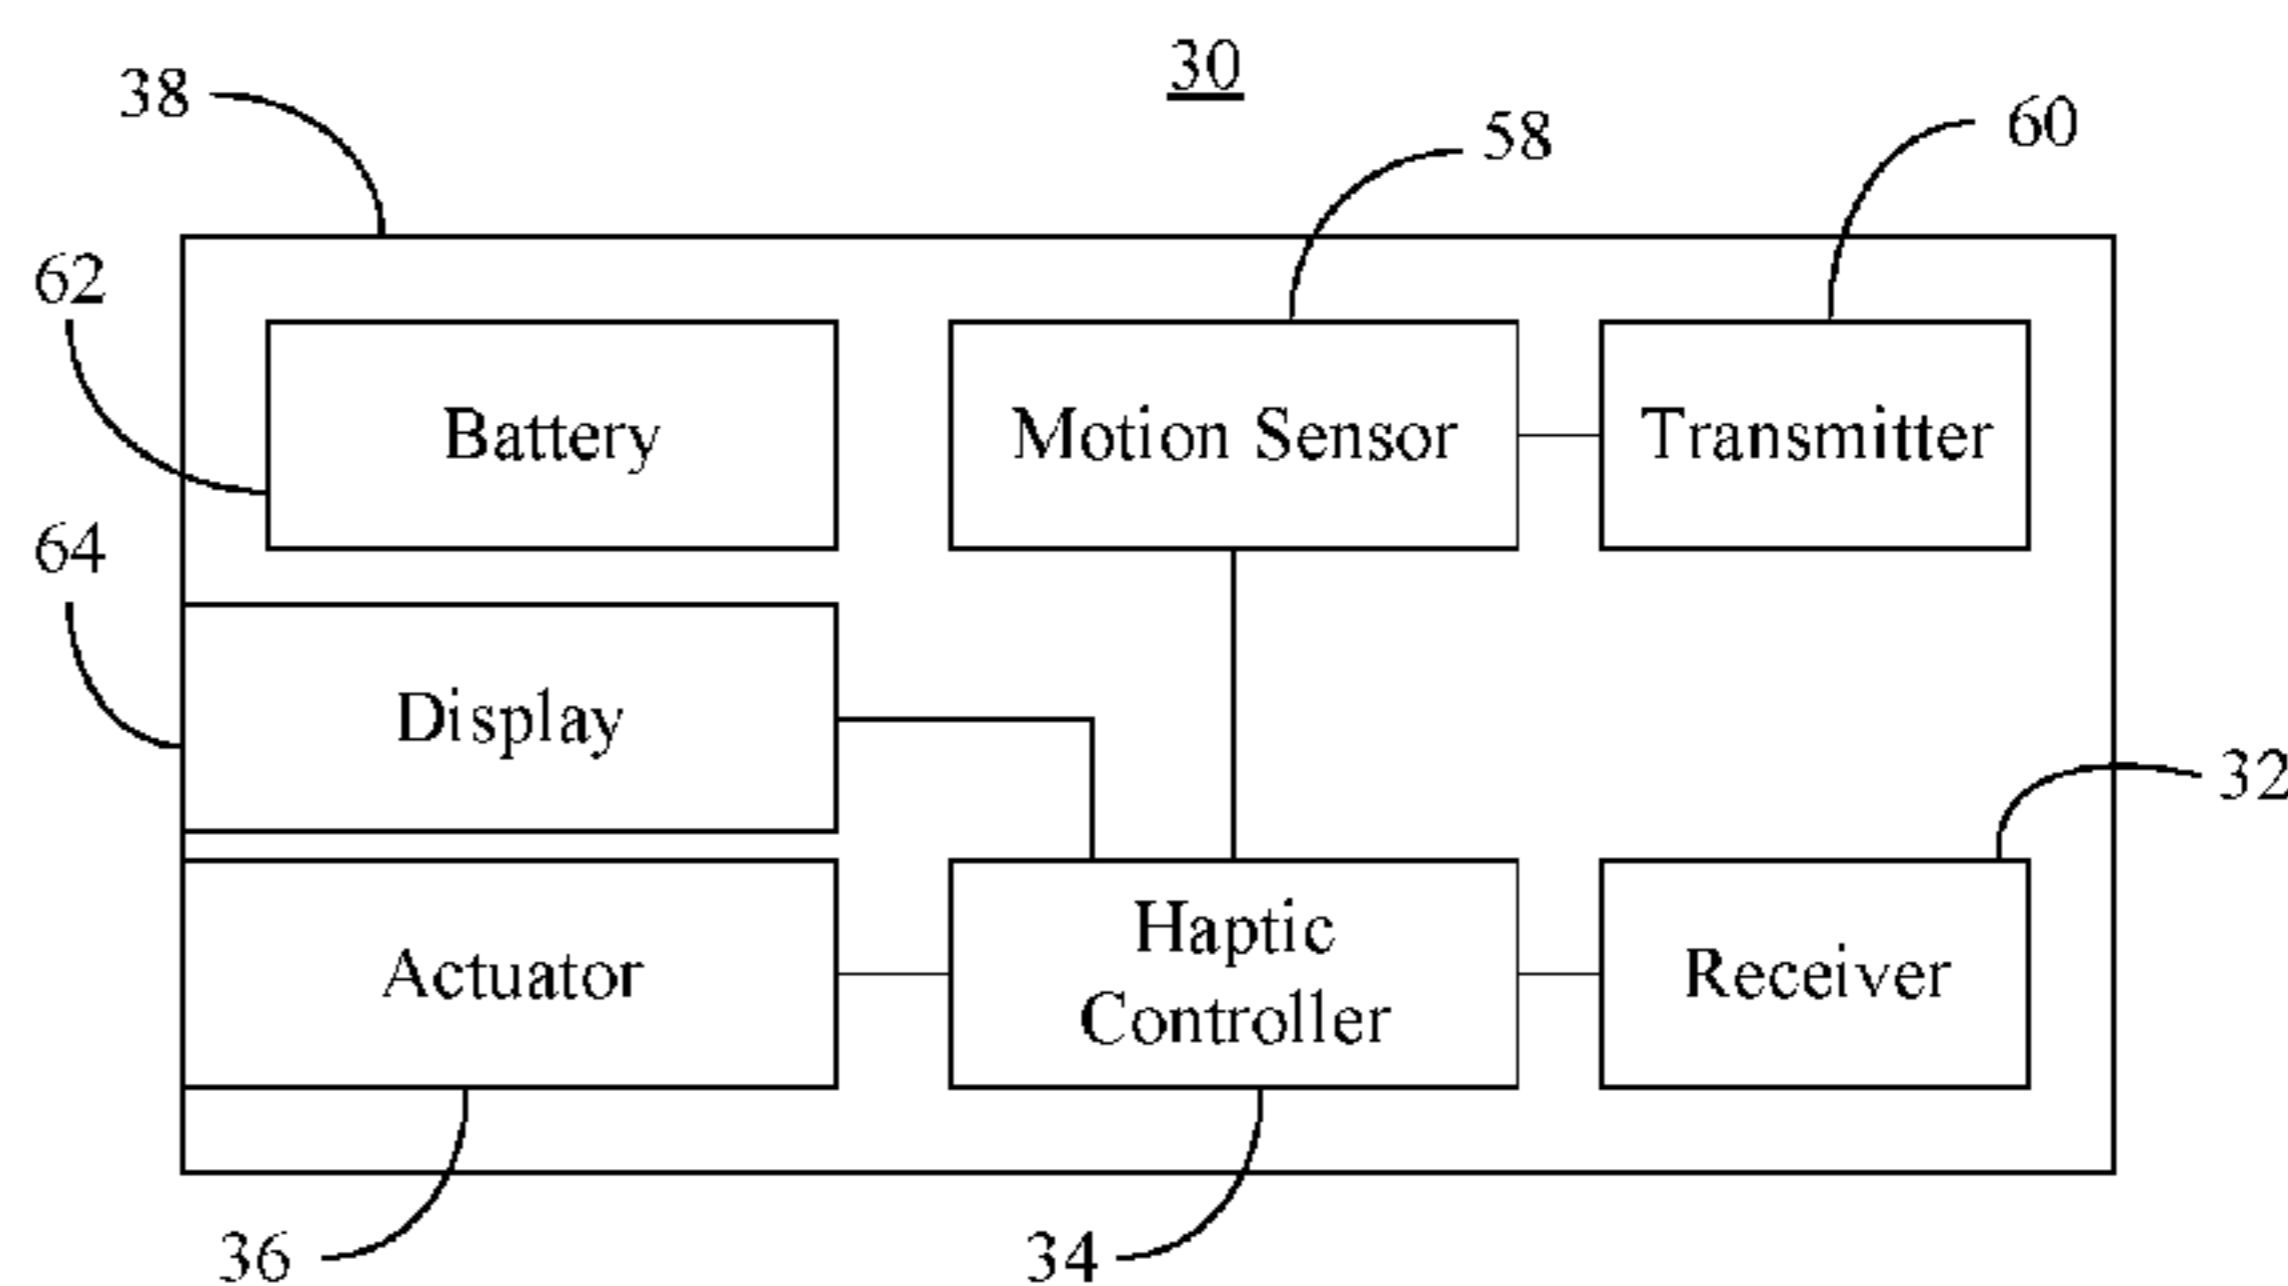 30
38
58
60
62
Battery
Motion Sensor
Transmitter
64
Display
32
Actuator
Haptic
Controller
Receiver
36
34